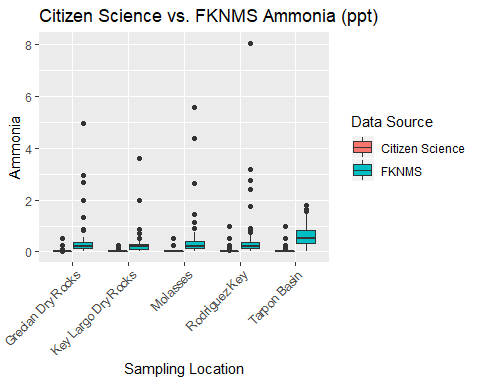 Citizen Science vs. FKNMS Ammonia (ppt)
8
6
4
2
0
Ammonia
Grecian Dry Rocks
Key Largo Dry Rocks
Molasses
Rodriguez Key
Tarpon Basin
Sampling Location
Data Source
Citizen Science
FKNMS